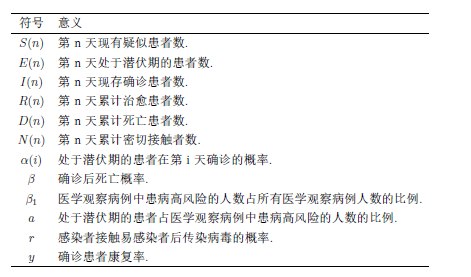 符号 意义
S(n) 第 n 天现有疑似患者数.
E(n) 第 n 天处于潜伏期的患者数.
I(n) 第 n 天现存确诊患者数.
R(n) 第 n 天累计治愈患者数.
D(n) 第 n 天累计死亡患者数.
N(n) 第 n 天累计密切接触者数.
α(i) 处于潜伏期的患者在第 i 天确诊的概率.
β 确诊后死亡概率.
β₁ 医学观察病例中患病高风险的人数占所有医学观察病例人数的比例.
a 处于潜伏期的患者占医学观察病例中患病高风险的人数的比例.
r 感染者接触易感染者后传染病毒的概率.
y 确诊患者康复率.